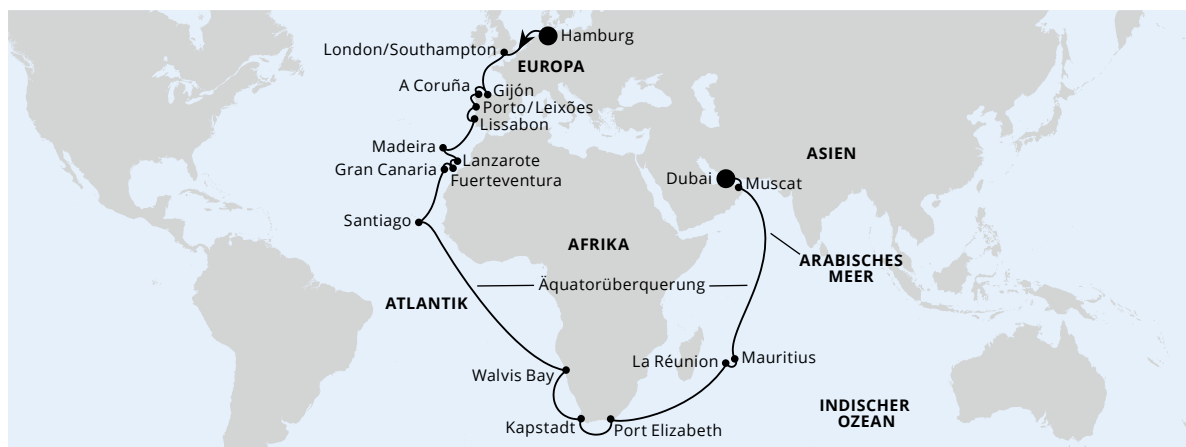 Hamburg
London/Southampton
EUROPA
A Coruña
Gijón
Porto/Leixões
Lissabon
Madeira
ASIEN
Lanzarote
Gran Canaria
Fuerteventura
Dubai
Muscat
Santiago
AFRIKA
ARABISCHES
MEER
Äquatorüberquerung
ATLANTIK
La Réunion
Mauritius
Walvis Bay
INDISCHER
OZEAN
Kapstadt
Port Elizabeth